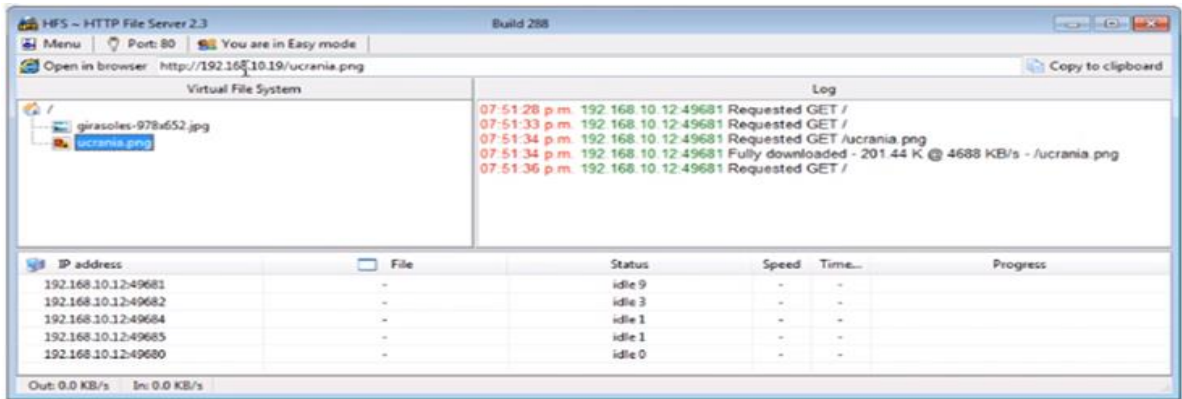 HFS ~ HTTP File Server 2.3 Build 288
Menu Port: 80 You are in Easy mode
Open in browser http://192.168.10.19/ucrania.png Copy to clipboard
Virtual File System
/
girasoles-978x652.jpg
ucrania.png
Log
07:51:28 p.m. 192.168.10.12:49681 Requested GET /
07:51:33 p.m. 192.168.10.12:49681 Requested GET /
07:51:34 p.m. 192.168.10.12:49681 Requested GET /ucrania.png
07:51:34 p.m. 192.168.10.12:49681 Fully downloaded - 201.44 K @ 4688 KB/s - /ucrania.png
07:51:36 p.m. 192.168.10.12:49681 Requested GET /
IP address File Status Speed Time... Progress
192.168.10.12:49681 - idle 9 - -
192.168.10.12:49682 - idle 3 - -
192.168.10.12:49684 - idle 1 - -
192.168.10.12:49685 - idle 1 - -
192.168.10.12:49680 - idle 0 - -
Out: 0.0 KB/s In: 0.0 KB/s